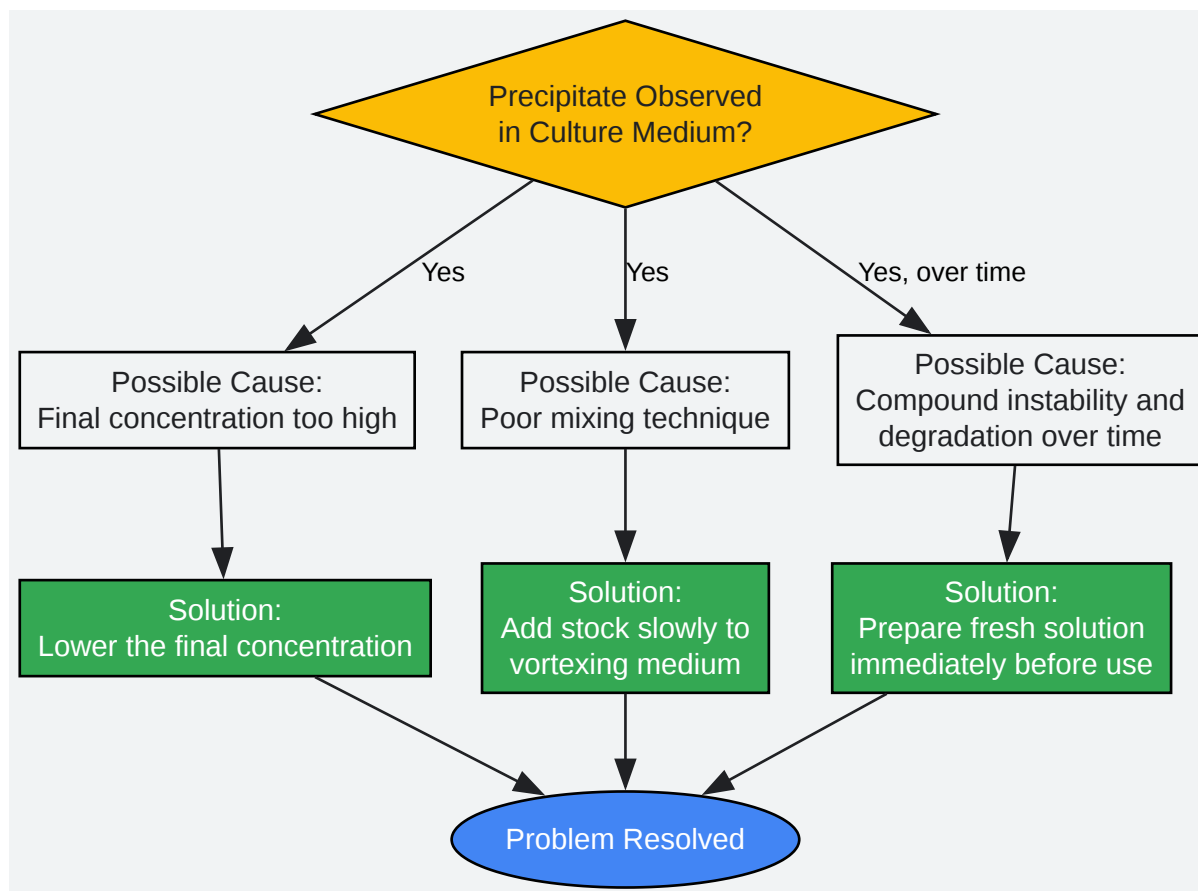 Precipitate Observed
in Culture Medium?
Yes
Yes
Yes, over time
Possible Cause:
Final concentration too high
Possible Cause:
Poor mixing technique
Possible Cause:
Compound instability and
degradation over time
Solution:
Lower the final concentration
Solution:
Add stock slowly to
vortexing medium
Solution:
Prepare fresh solution
immediately before use
Problem Resolved